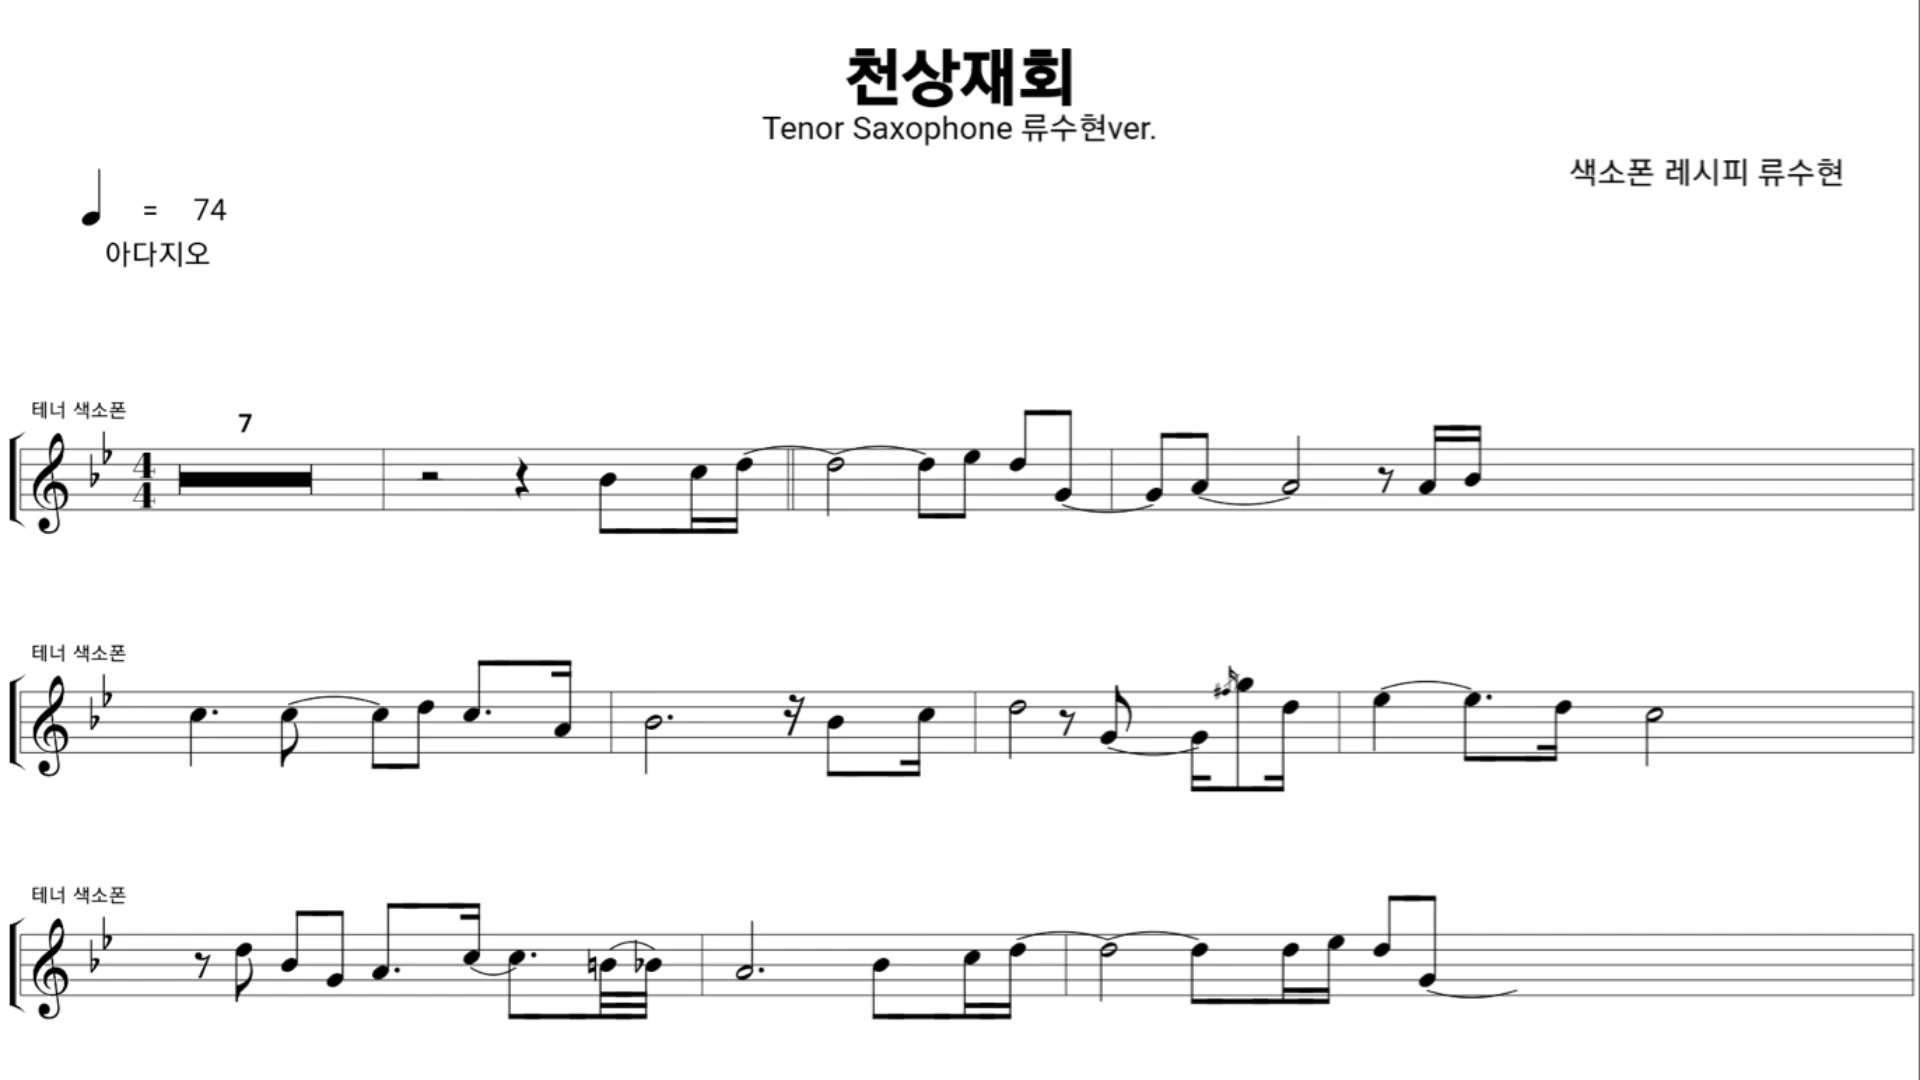 천상재회
Tenor Saxophone 류수현ver.
색소폰 레시피 류수현
= 74
아다지오
테너 색소폰
7
4
4
테너 색소폰
테너 색소폰